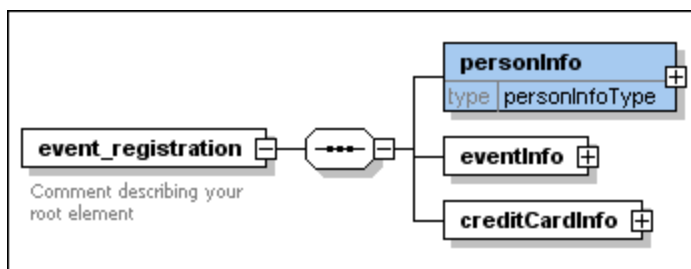 personInfo
type personInfoType
event_registration
eventInfo
Comment describing your
root element
creditCardInfo